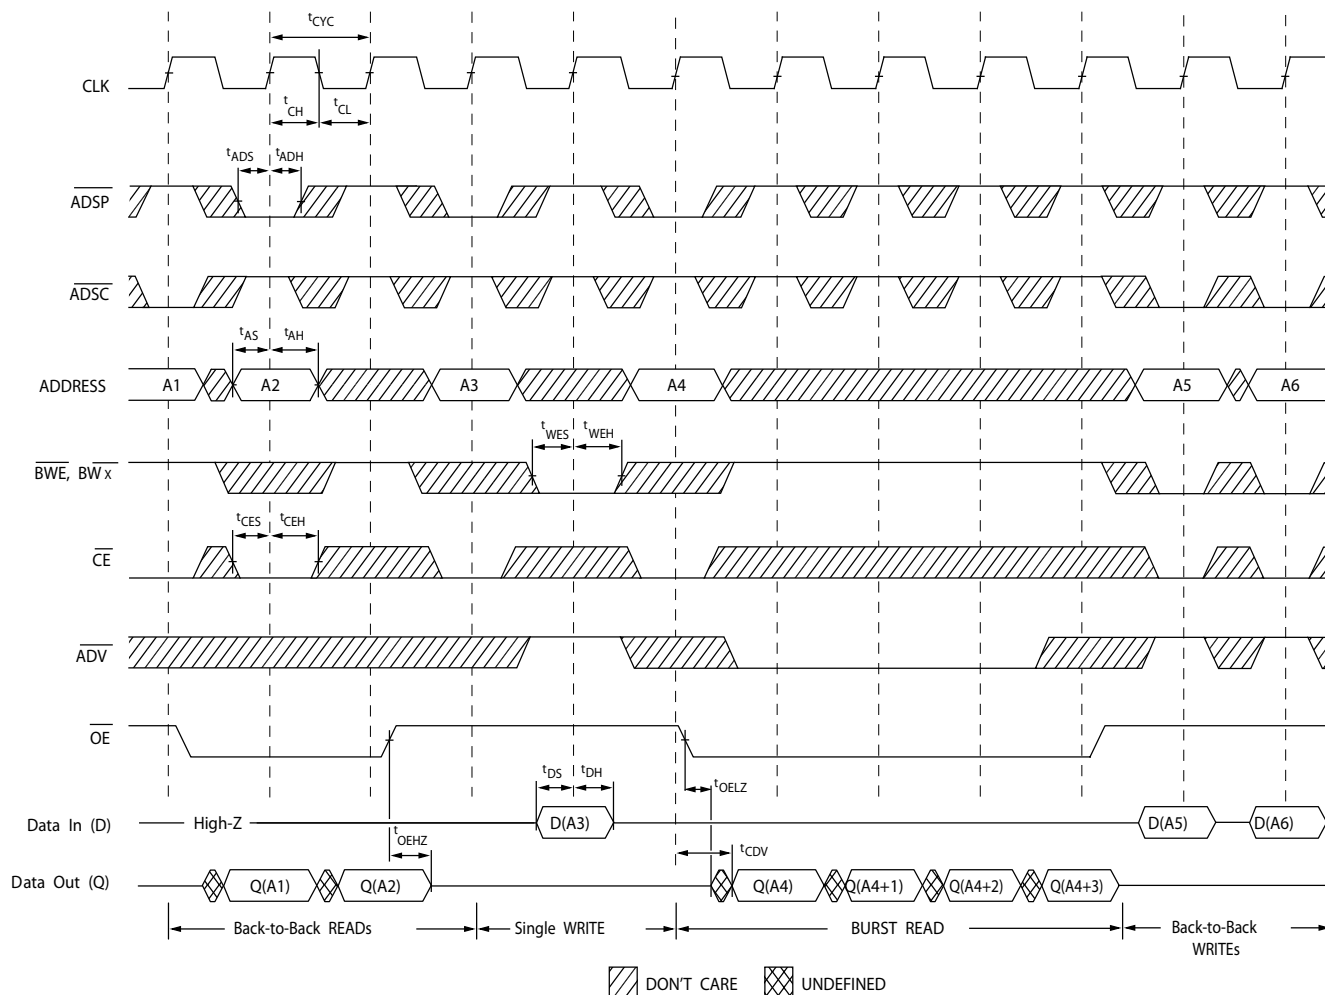 tCYC
CLK
tCH
tCL
tADS
tADH
ADSP
ADSC
tAS
tAH
ADDRESS
A1
A2
A3
A4
A5
A6
tWES
tWEH
BWE, BW x
tCES
tCEH
CE
ADV
OE
tDS
tDH
tOELZ
Data In (D)
High-Z
D(A3)
D(A5)
D(A6)
tOEHZ
tCDV
Data Out (Q)
Q(A1)
Q(A2)
Q(A4)
Q(A4+1)
Q(A4+2)
Q(A4+3)
Back-to-Back READs
Single WRITE
BURST READ
Back-to-Back
WRITEs
DON'T CARE
UNDEFINED